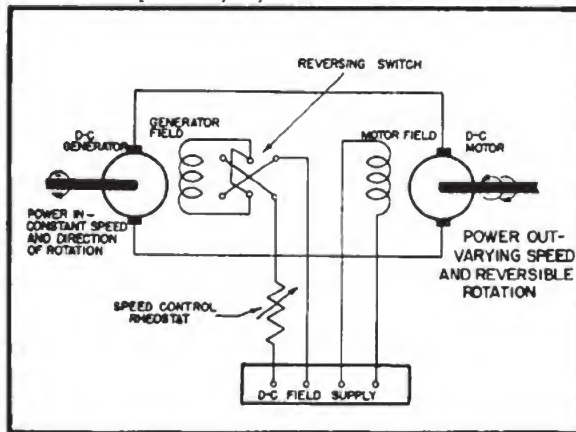 REVERSING SWITCH
GENERATOR
FIELD
D-C
GENERATOR
MOTOR FIELD
D-C
MOTOR
POWER IN-
CONSTANT SPEED
AND DIRECTION
OF ROTATION
POWER OUT-
VARYING SPEED
AND REVERSIBLE
ROTATION
SPEED CONTROL
RHEOSTAT
D-C FIELD SUPPLY